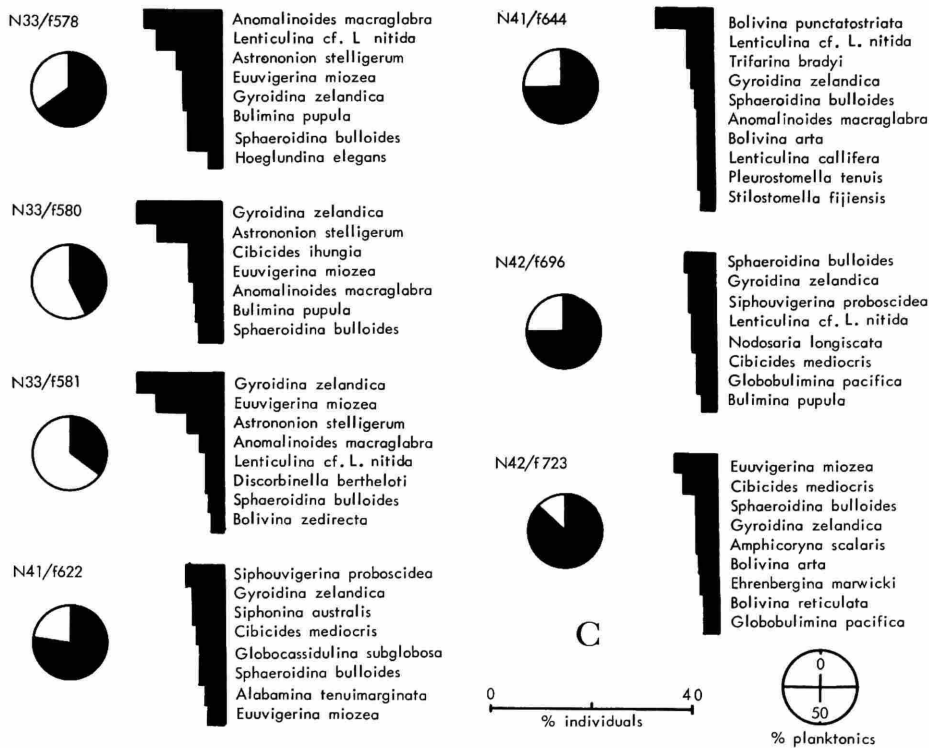 N33/f578
Anomalinoides macraglabra
Lenticulina cf. L nitida
Astrononion stelligerum
Euuvigerina miozea
Gyroidina zelandica
Bulimina pupula
Sphaeroidina bulloides
Hoeglundina elegans
N33/f580
Gyroidina zelandica
Astrononion stelligerum
Cibicides ihungia
Euuvigerina miozea
Anomalinoides macraglabra
Bulimina pupula
Sphaeroidina bulloides
N33/f581
Gyroidina zelandica
Euuvigerina miozea
Astrononion stelligerum
Anomalinoides macraglabra
Lenticulina cf. L. nitida
Discorbinella bertheloti
Sphaeroidina bulloides
Bolivina zedirecta
N41/f622
Siphouvigerina proboscidea
Gyroidina zelandica
Siphonina australis
Cibicides mediocris
Globocassidulina subglobosa
Sphaeroidina bulloides
Alabamina tenuimarginata
Euuvigerina miozea
N41/f644
Bolivina punctatostriata
Lenticulina cf. L. nitida
Trifarina bradyi
Gyroidina zelandica
Sphaeroidina bulloides
Anomalinoides macraglabra
Bolivina arta
Lenticulina callifera
Pleurostomella tenuis
Stilostomella fijiensis
N42/f696
Sphaeroidina bulloides
Gyroidina zelandica
Siphouvigerina proboscidea
Lenticulina cf. L. nitida
Nodosaria longiscata
Cibicides mediocris
Globobulimina pacifica
Bulimina pupula
N42/f723
Euuvigerina miozea
Cibicides mediocris
Sphaeroidina bulloides
Gyroidina zelandica
Amphicoryna scalaris
Bolivina arta
Ehrenbergina marwicki
Bolivina reticulata
Globobulimina pacifica
C
0 40
% individuals
0
50
% planktonics